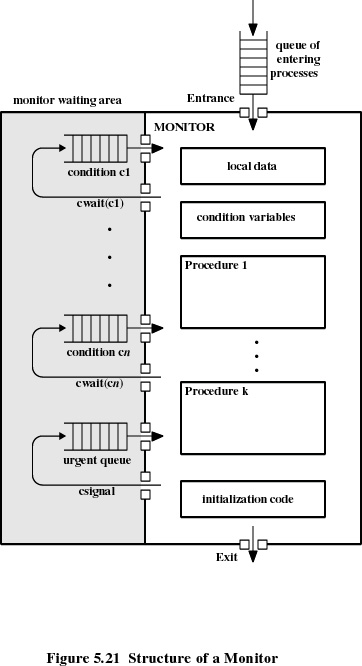 queue of
entering
processes
Entrance
monitor waiting area
MONITOR
condition c1
local data
cwait(c1)
condition variables
Procedure 1
condition cn
cwait(cn)
Procedure k
urgent queue
csignal
initialization code
Exit
Figure 5.21 Structure of a Monitor